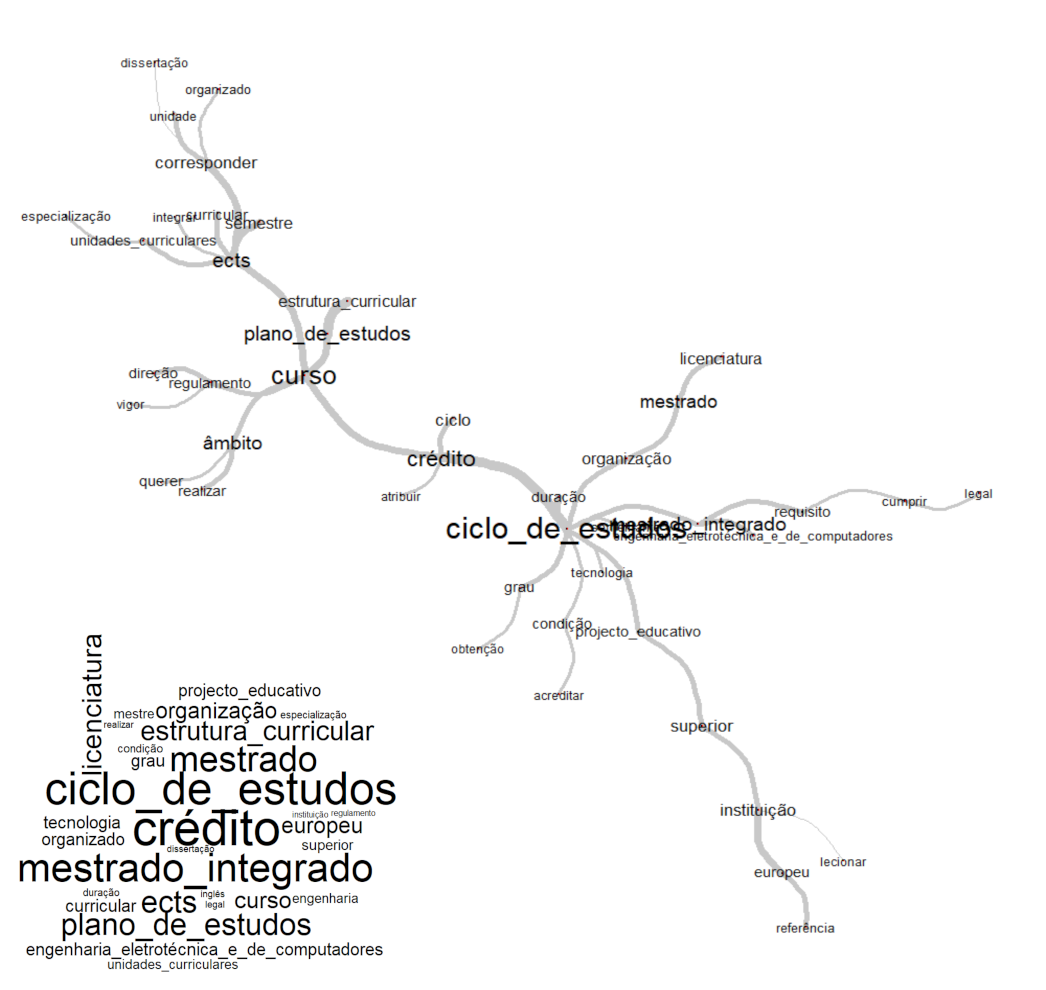 dissertação
organizado
unidade
corresponder
especialização
integrar
curricular
semestre
unidades_curriculares
ects
estrutura_curricular
plano_de_estudos
licenciatura
direção
regulamento
curso
mestrado
vigor
ciclo
âmbito
crédito
organização
querer
realizar
atribuir
duração
legal
cumprir
requisito
ciclo_de_estudos
mestrado_integrado
engenharia_eletrotécnica_e_de_computadores
tecnologia
grau
condição
projecto_educativo
obtenção
acreditar
superior
instituição
lecionar
europeu
referência
licenciatura
projecto_educativo
mestre
organização
especialização
realizar
estrutura_curricular
condição
grau
mestrado
ciclo_de_estudos
tecnologia
crédito
instituição
regulamento
europeu
organizado
superior
dissertação
mestrado_integrado
duração
curricular
ects
inglês
legal
curso
engenharia
plano_de_estudos
engenharia_eletrotécnica_e_de_computadores
unidades_curriculares